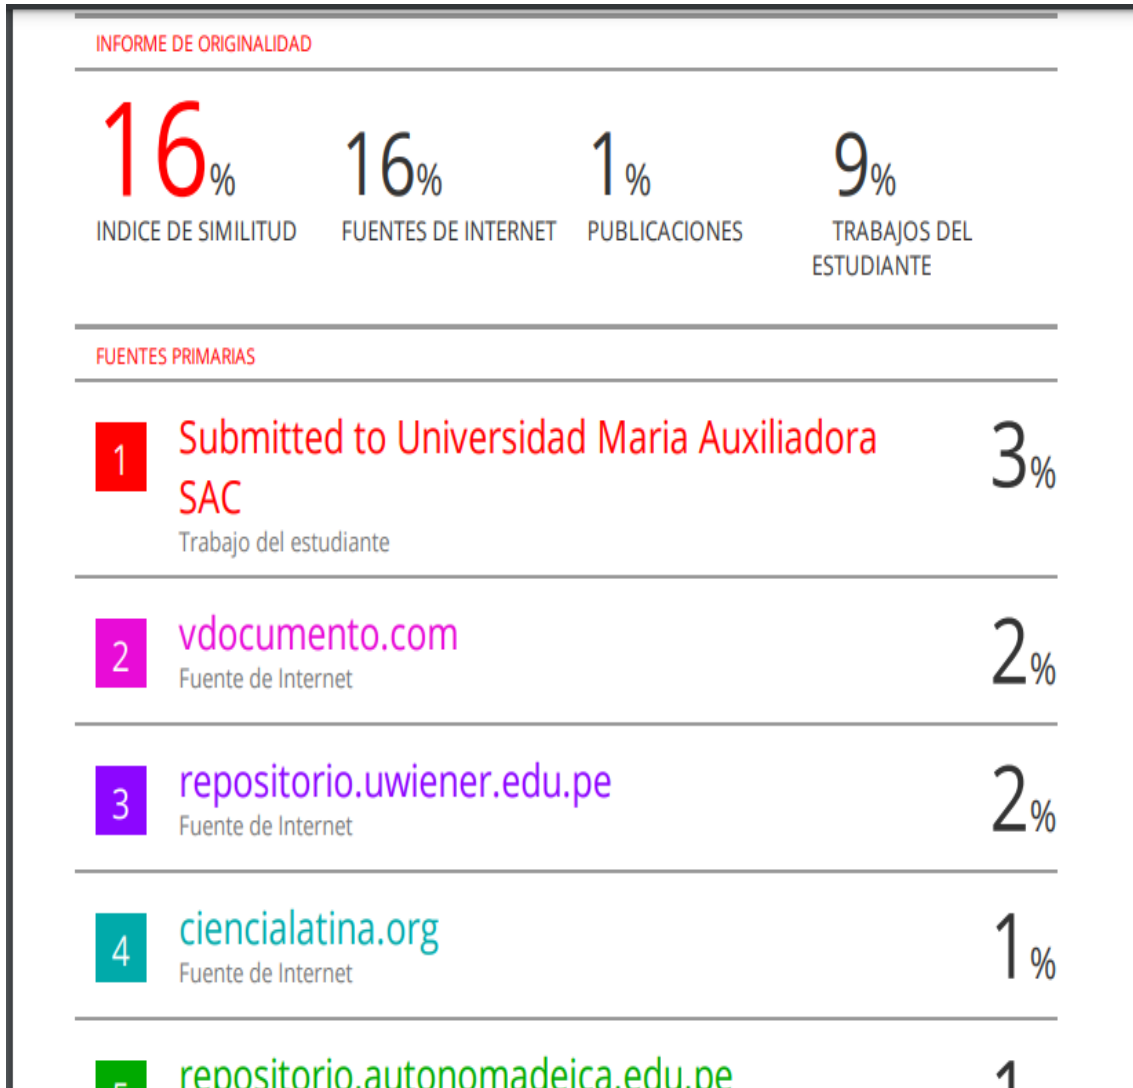 INFORME DE ORIGINALIDAD
16%
16%
1%
9%
INDICE DE SIMILITUD
FUENTES DE INTERNET
PUBLICACIONES
TRABAJOS DEL
ESTUDIANTE
FUENTES PRIMARIAS
1
Submitted to Universidad Maria Auxiliadora
SAC
Trabajo del estudiante
3%
2
vdocumento.com
Fuente de Internet
2%
3
repositorio.uwiener.edu.pe
Fuente de Internet
2%
4
ciencialatina.org
Fuente de Internet
1%
5
repositorio.autonomadeica.edu.pe
1